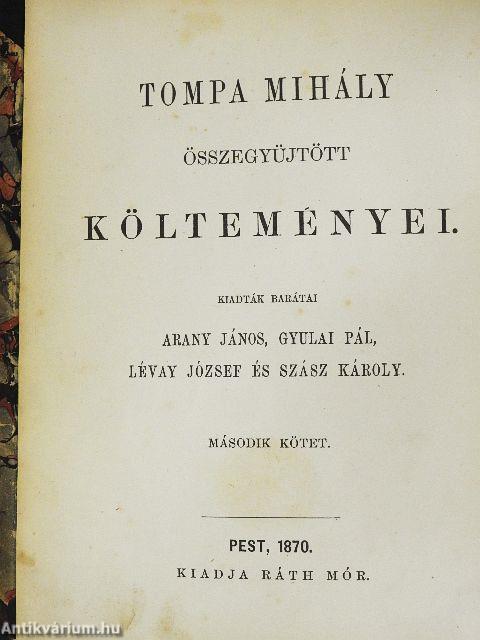 TOMPA MIHÁLY
ÖSSZEGYÜJTÖTT
KÖLTEMÉNYEI.
KIADTÁK BARÁTAI
ARANY JÁNOS, GYULAI PÁL,
LÉVAY JÓZSEF ÉS SZÁSZ KÁROLY.
MÁSODIK KÖTET.
PEST, 1870.
KIADJA RÁTH MÓR.
Antikvárium.hu